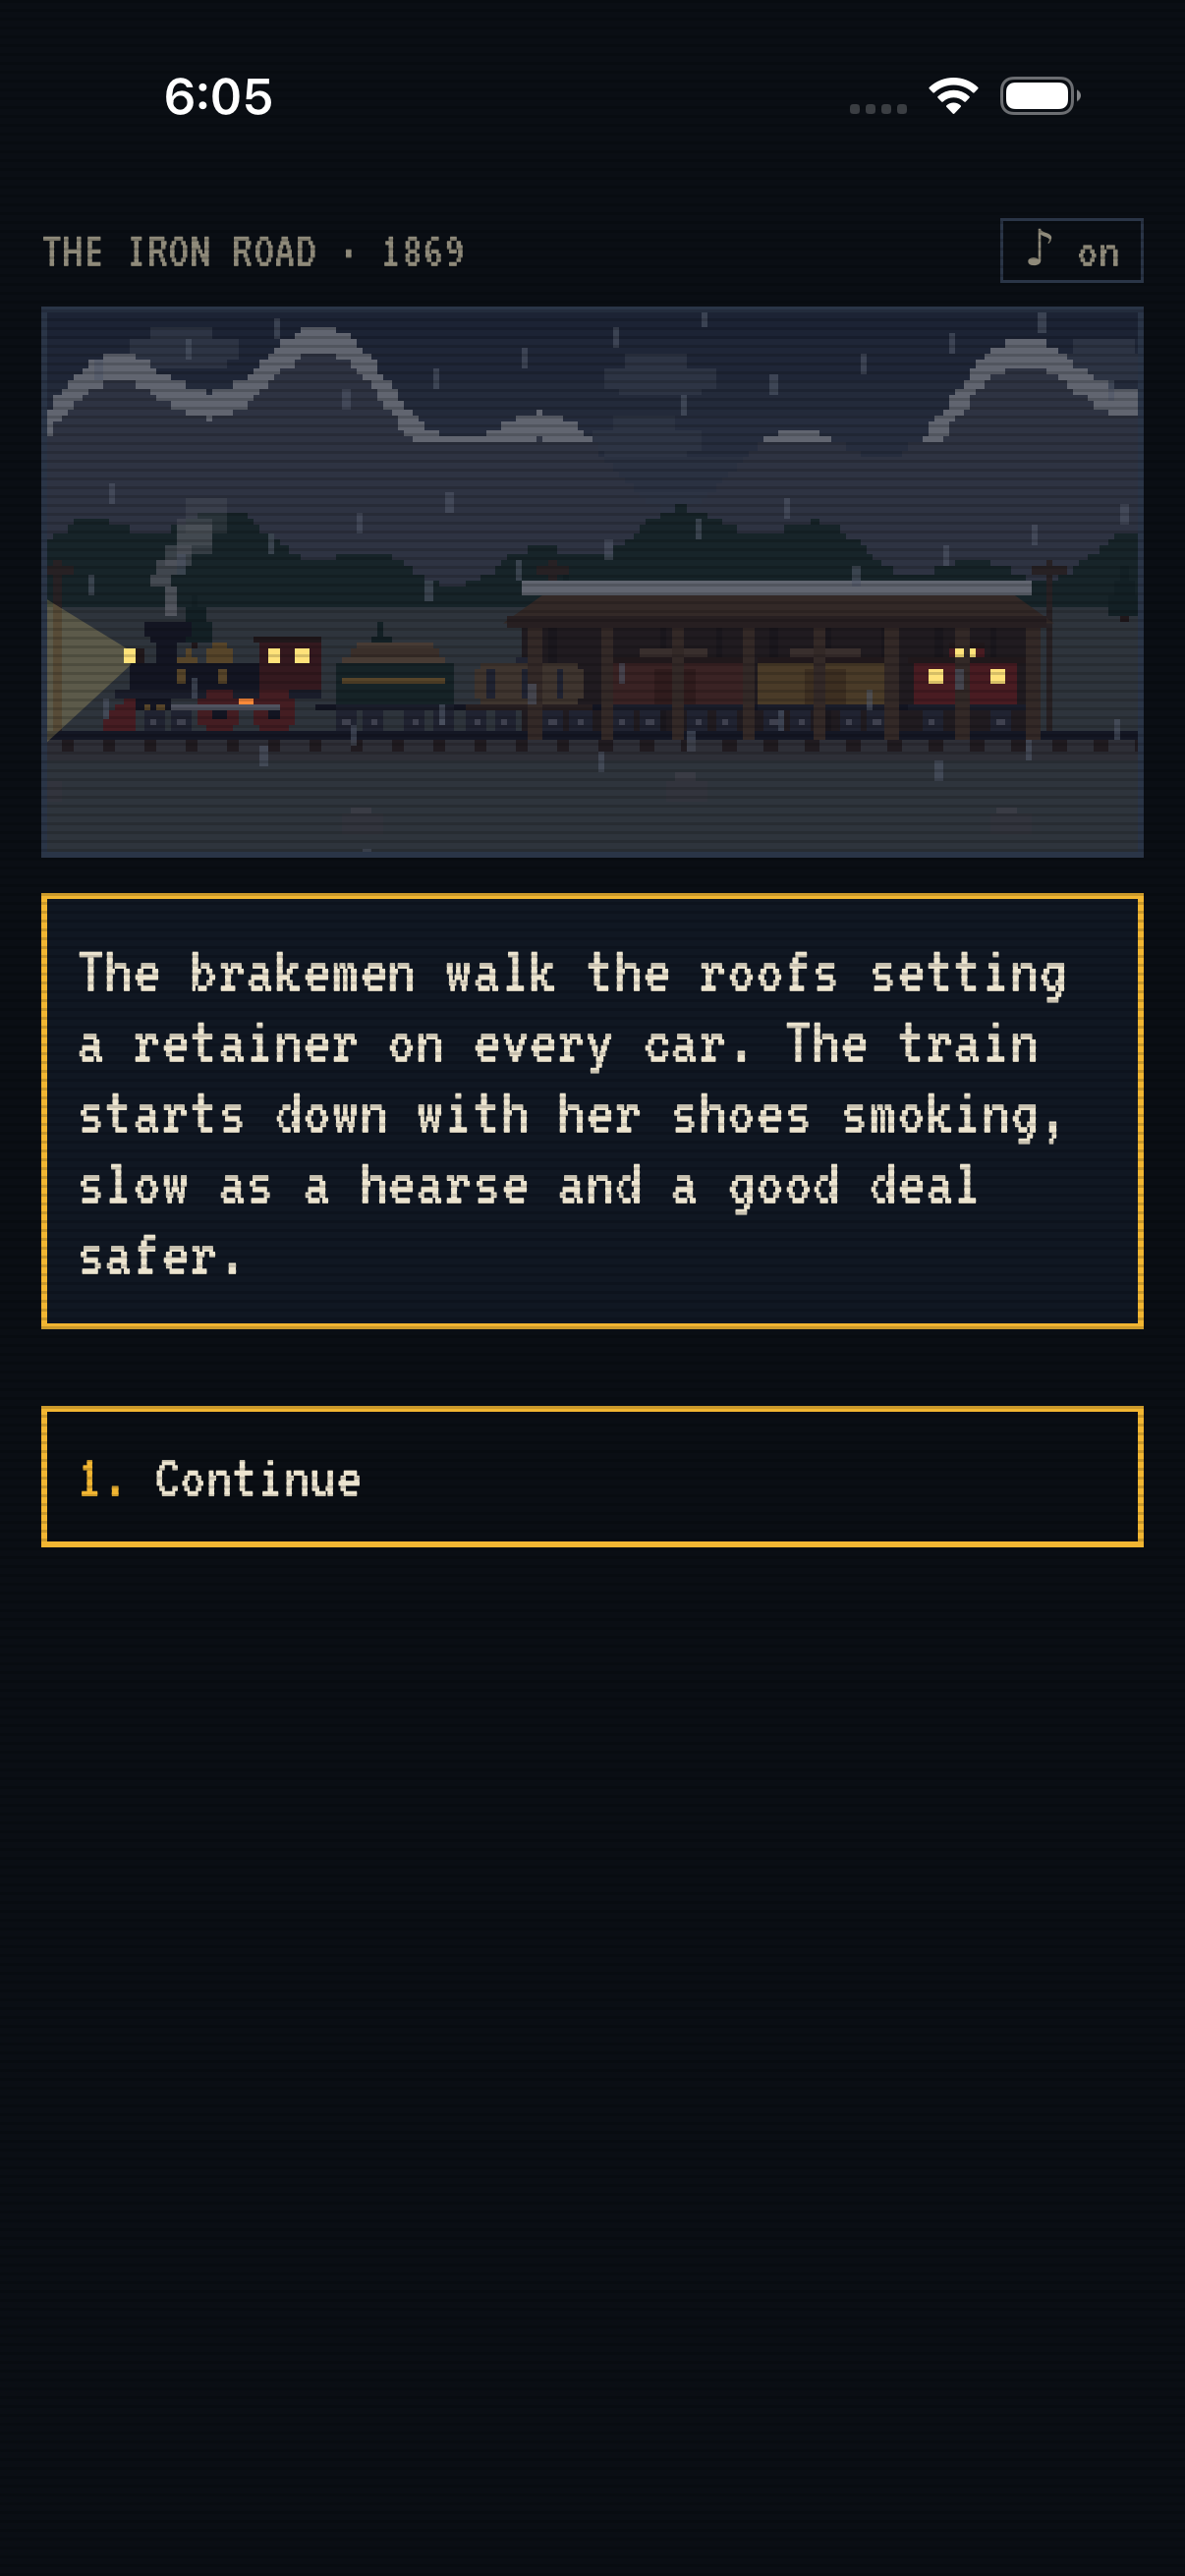 6:05
THE IRON ROAD · 1869
♪ on
The brakemen walk the roofs setting
a retainer on every car. The train
starts down with her shoes smoking,
slow as a hearse and a good deal
safer.
1. Continue